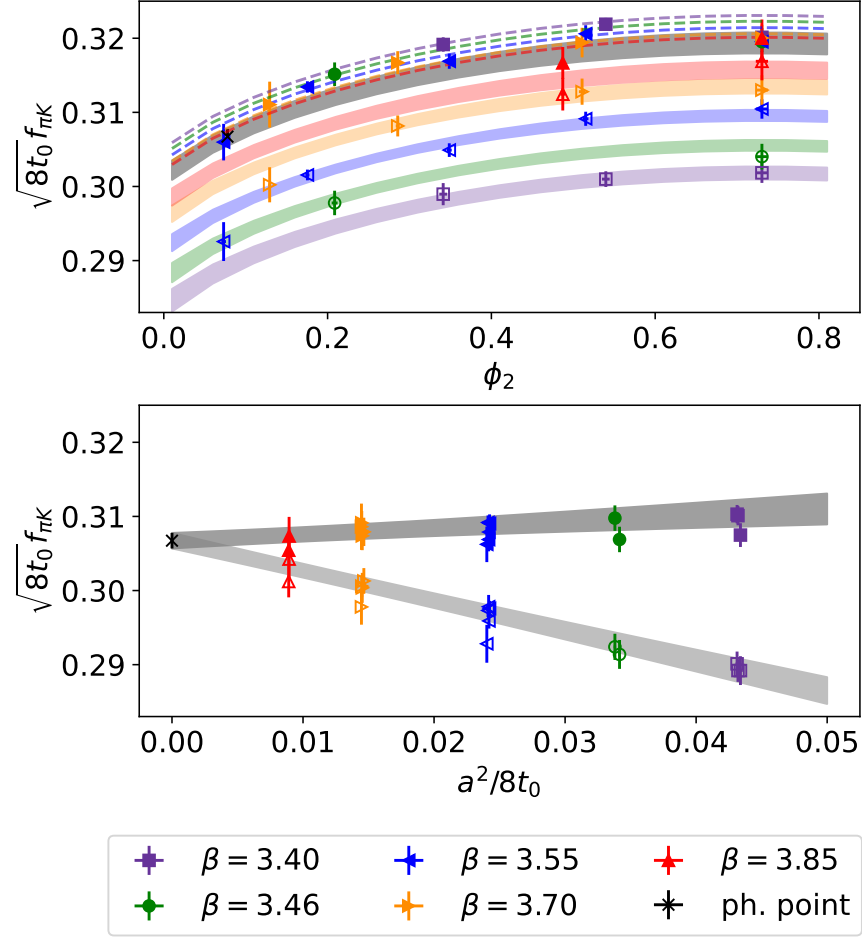 0.32
0.31
0.30
0.29
√8t₀ f_πK
0.0 0.2 0.4 0.6 0.8
ϕ₂
0.32
0.31
0.30
0.29
√8t₀ f_πK
0.00 0.01 0.02 0.03 0.04 0.05
a²/8t₀
β = 3.40 β = 3.55 β = 3.85
β = 3.46 β = 3.70 ph. point